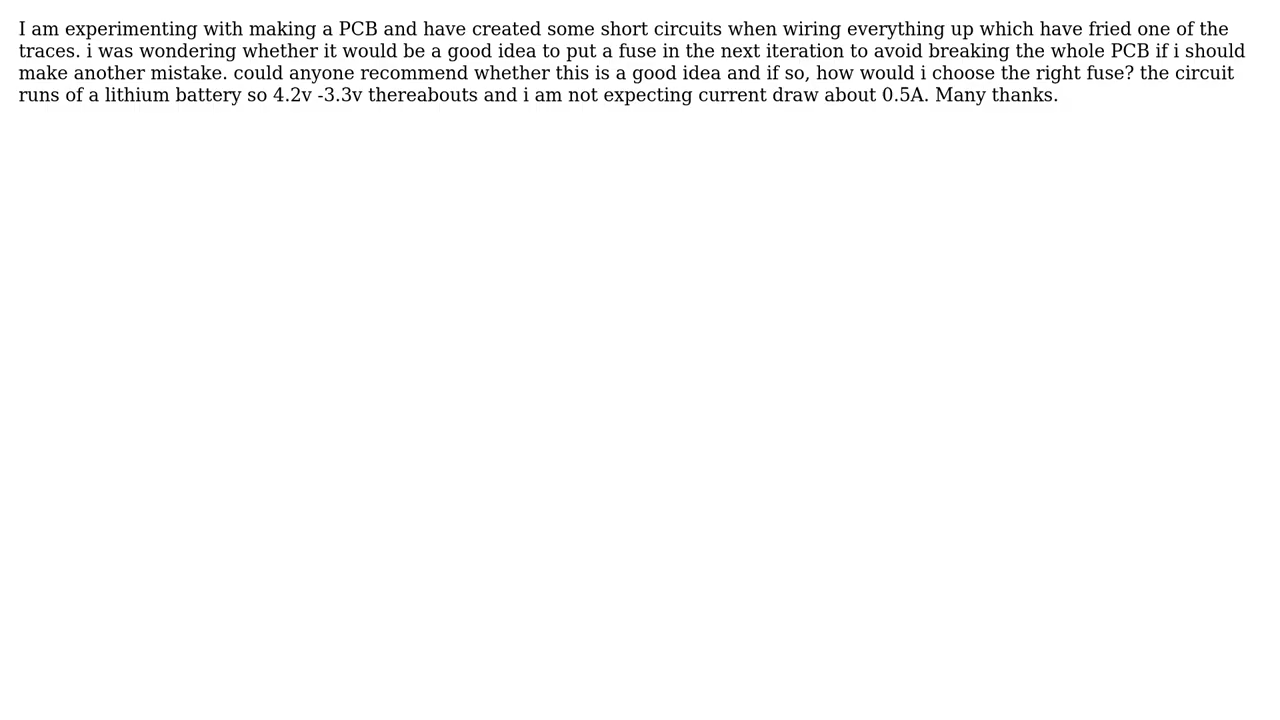 I am experimenting with making a PCB and have created some short circuits when wiring everything up which have fried one of the
traces. i was wondering whether it would be a good idea to put a fuse in the next iteration to avoid breaking the whole PCB if i should
make another mistake. could anyone recommend whether this is a good idea and if so, how would i choose the right fuse? the circuit
runs of a lithium battery so 4.2v -3.3v thereabouts and i am not expecting current draw about 0.5A. Many thanks.